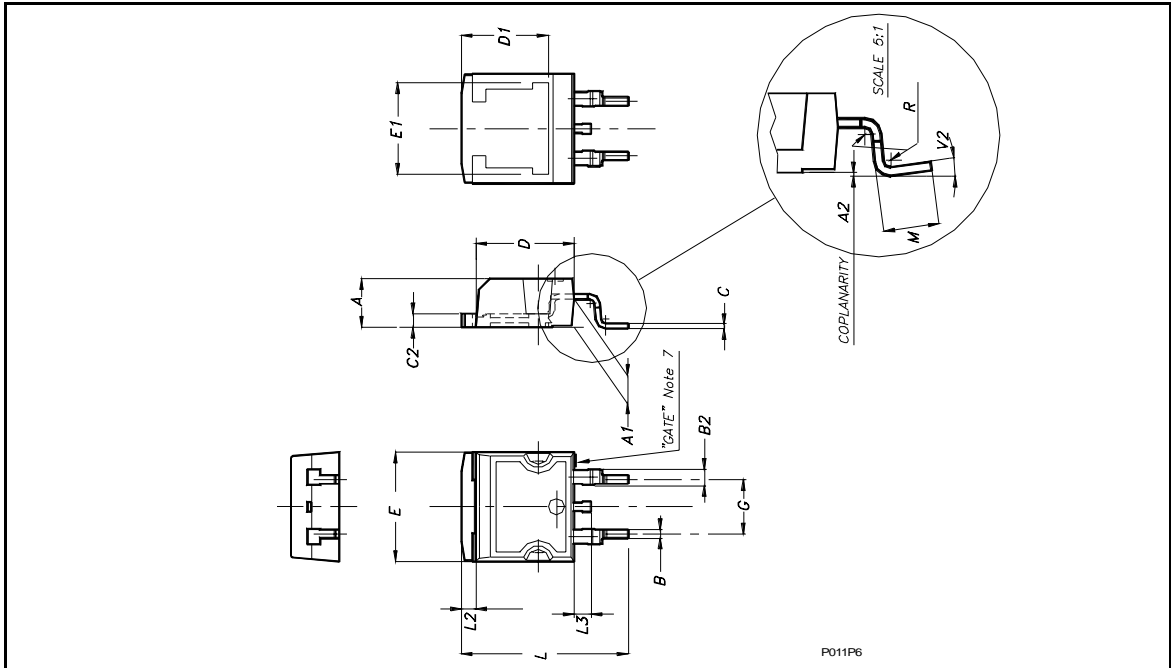 D1
E1
SCALE 5:1
R
V2
A2
M
COPLANARITY
D
A
C2
C
A1
"GATE" Note 7
E
B2
G
B
L2
L3
L
P011P6